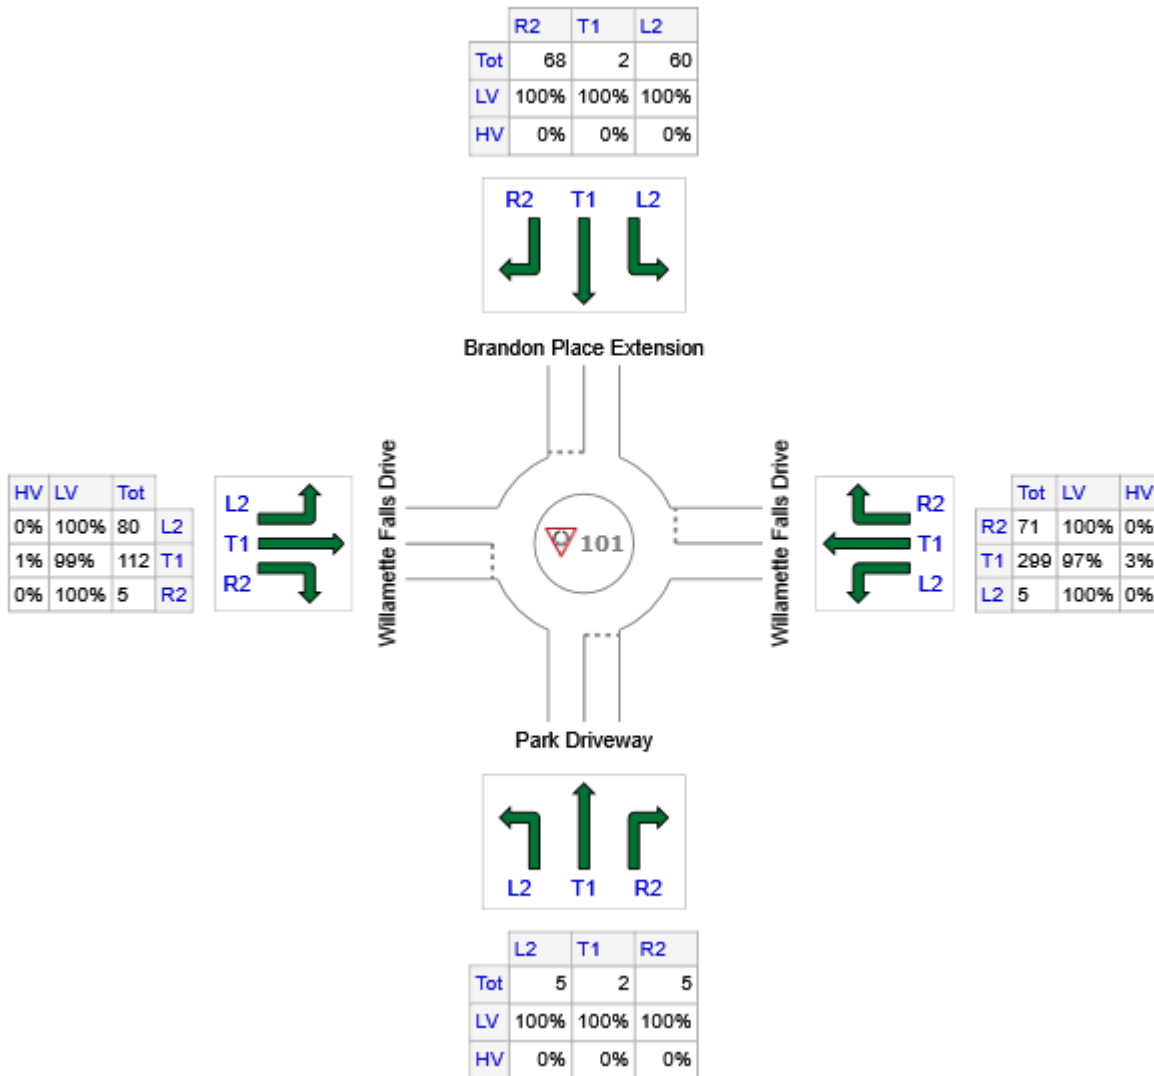 R2 T1 L2
Tot 68 2 60
LV 100% 100% 100%
HV 0% 0% 0%
R2 T1 L2
Brandon Place Extension
HV LV Tot
0% 100% 80 L2
1% 99% 112 T1
0% 100% 5 R2
L2
T1
R2
Willamette Falls Drive
101
Willamette Falls Drive
R2
T1
L2
Tot LV HV
R2 71 100% 0%
T1 299 97% 3%
L2 5 100% 0%
Park Driveway
L2 T1 R2
L2 T1 R2
Tot 5 2 5
LV 100% 100% 100%
HV 0% 0% 0%